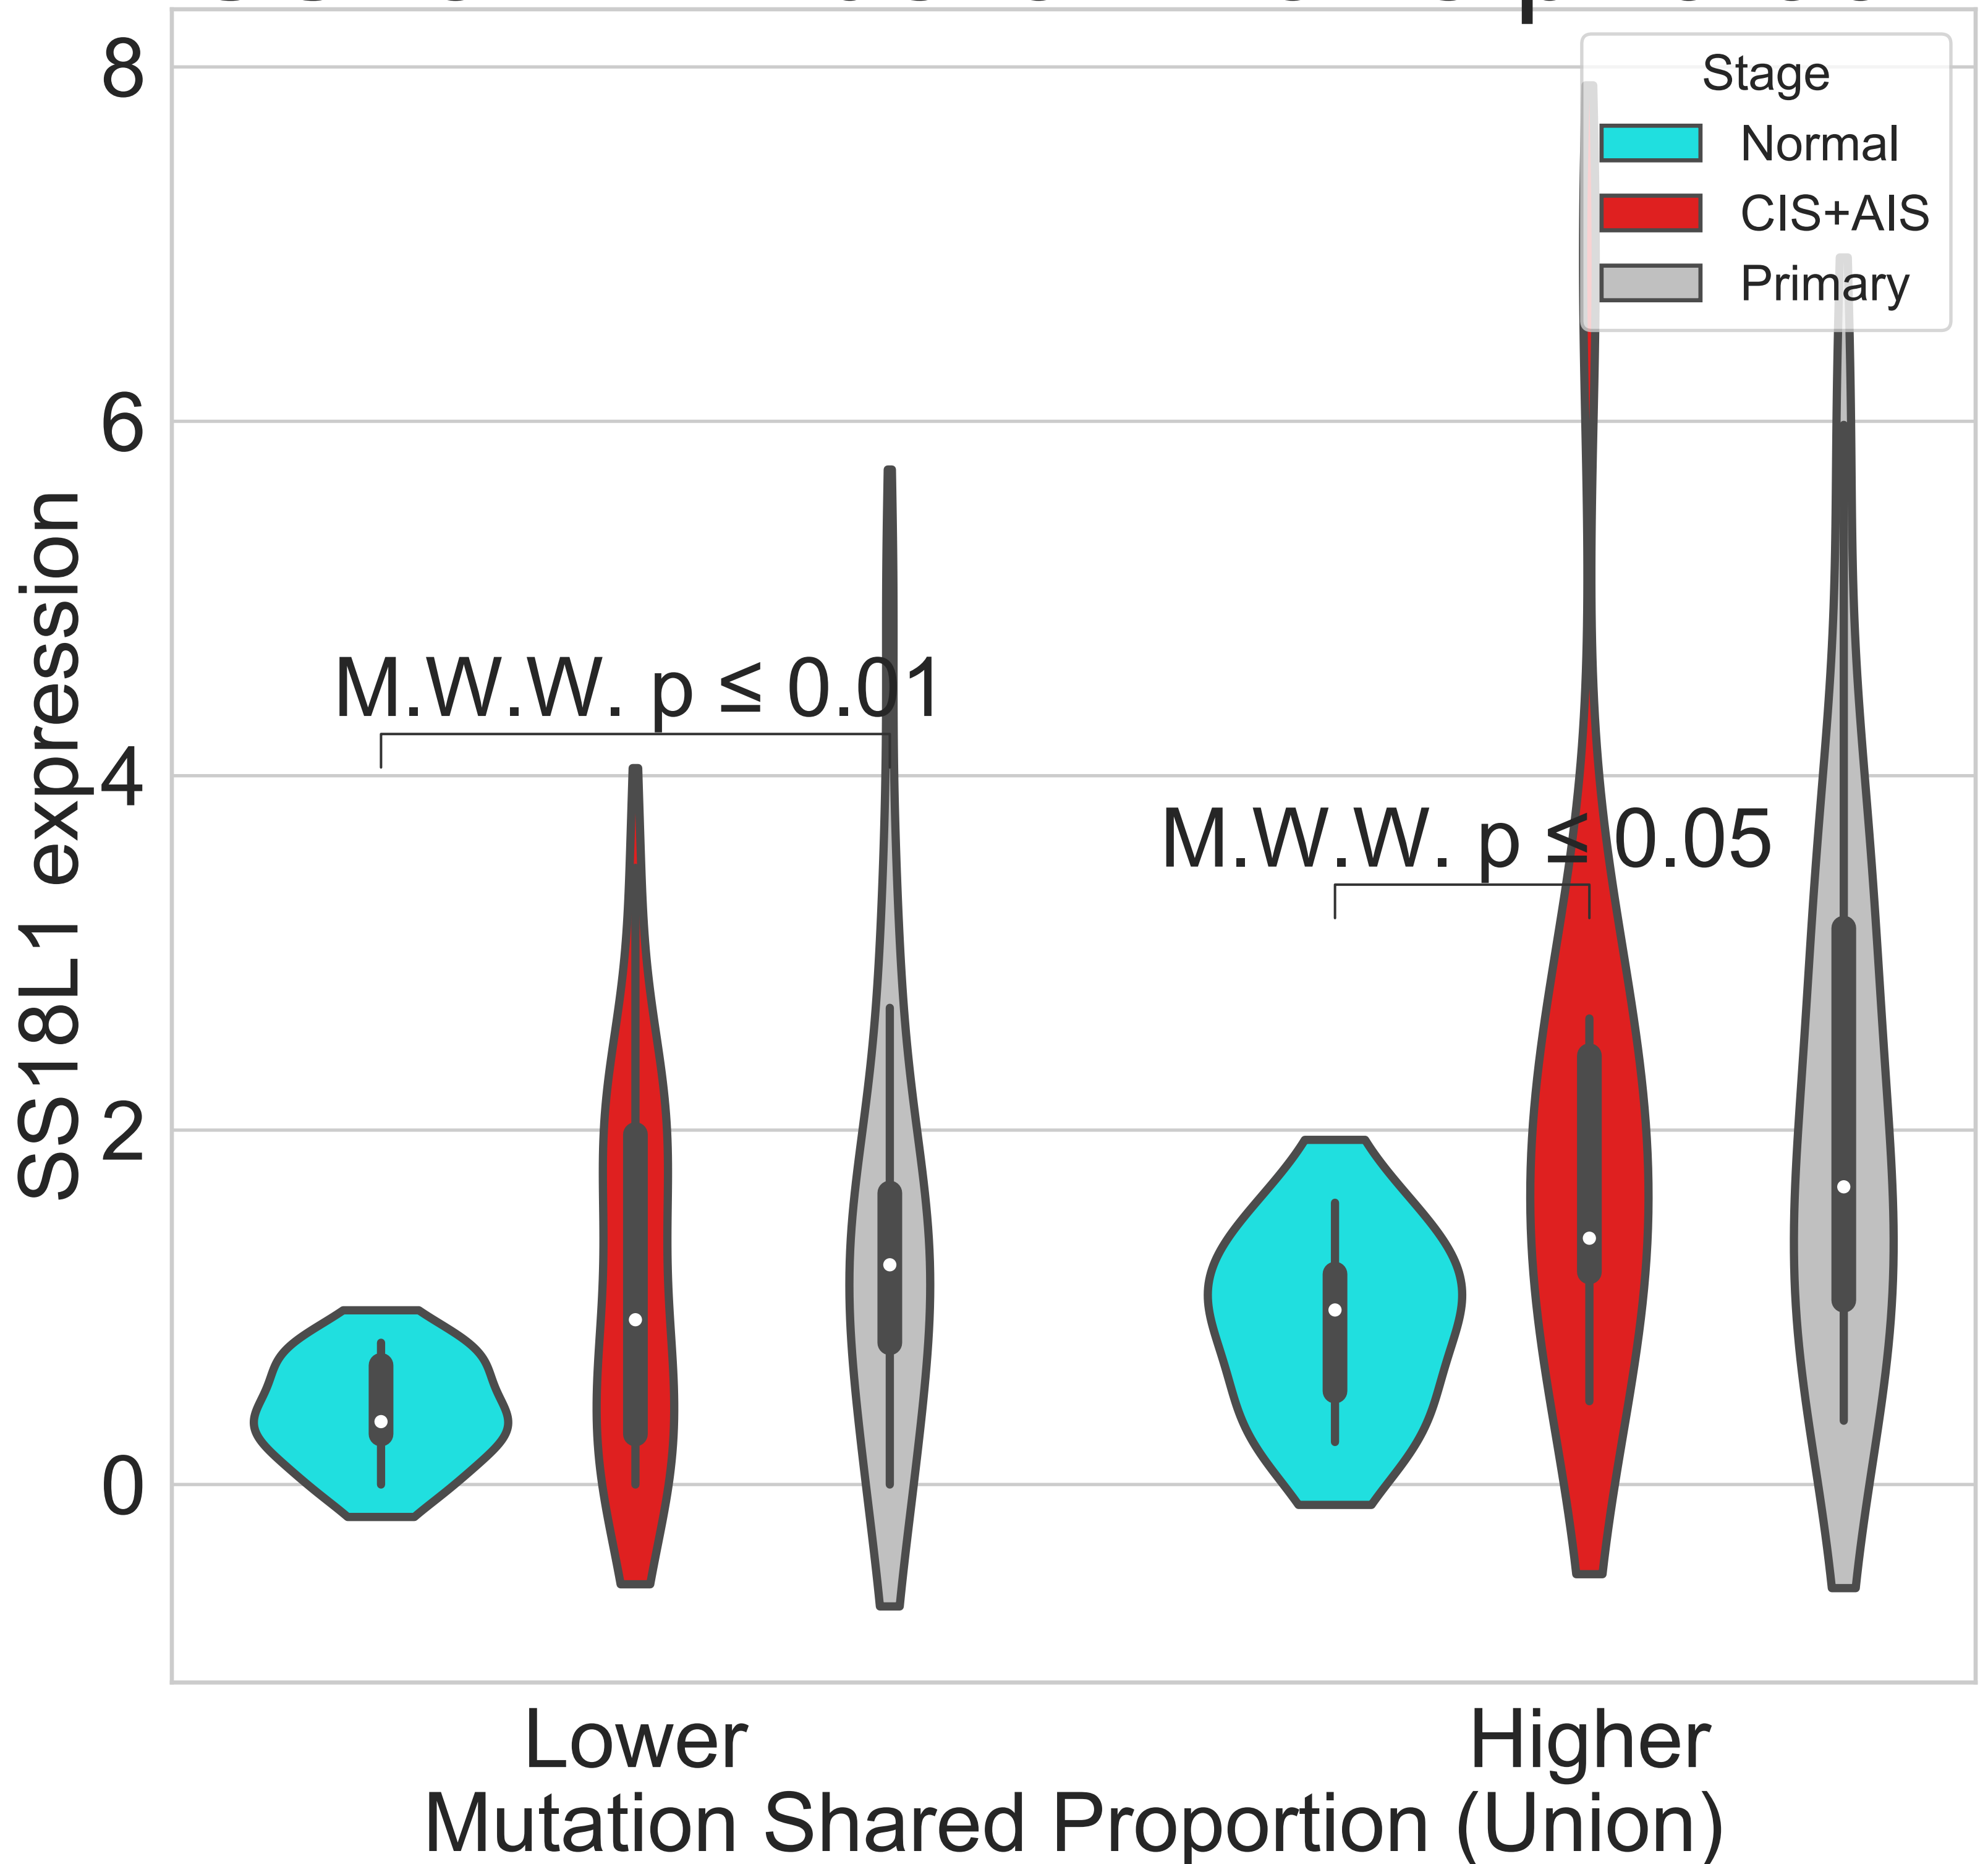 Stage
Normal
CIS+AIS
Primary
8
6
4
2
0
SS18L1 expression
M.W.W. p ≤ 0.01
M.W.W. p ≤ 0.05
Lower
Higher
Mutation Shared Proportion (Union)